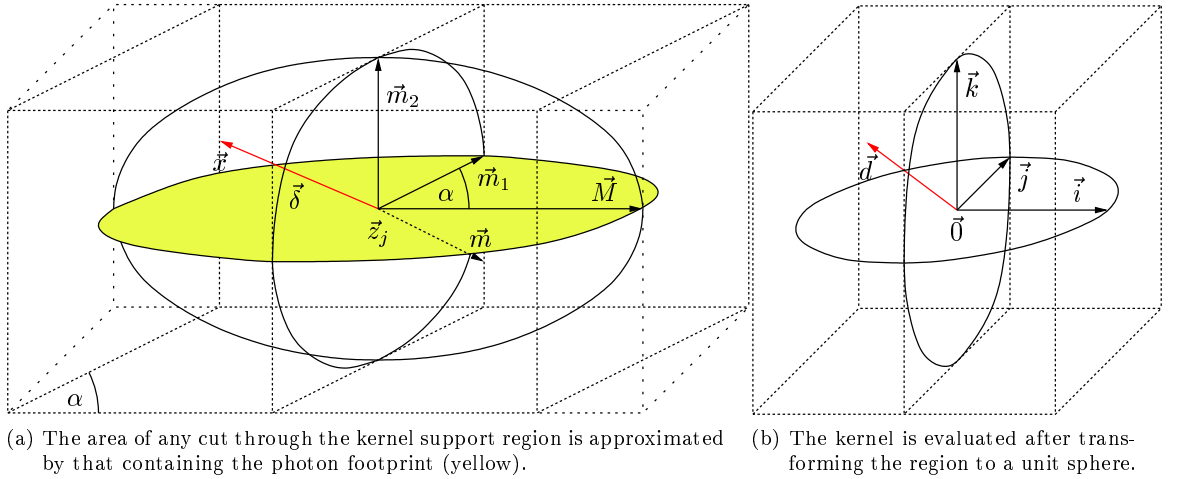 m⃗₂
k⃗
x⃗
δ⃗
α
m⃗₁
M⃗
d⃗
j⃗
i⃗
z⃗ⱼ
m⃗
0⃗
α
(a) The area of any cut through the kernel support region is approximated
by that containing the photon footprint (yellow).
(b) The kernel is evaluated after trans-
forming the region to a unit sphere.